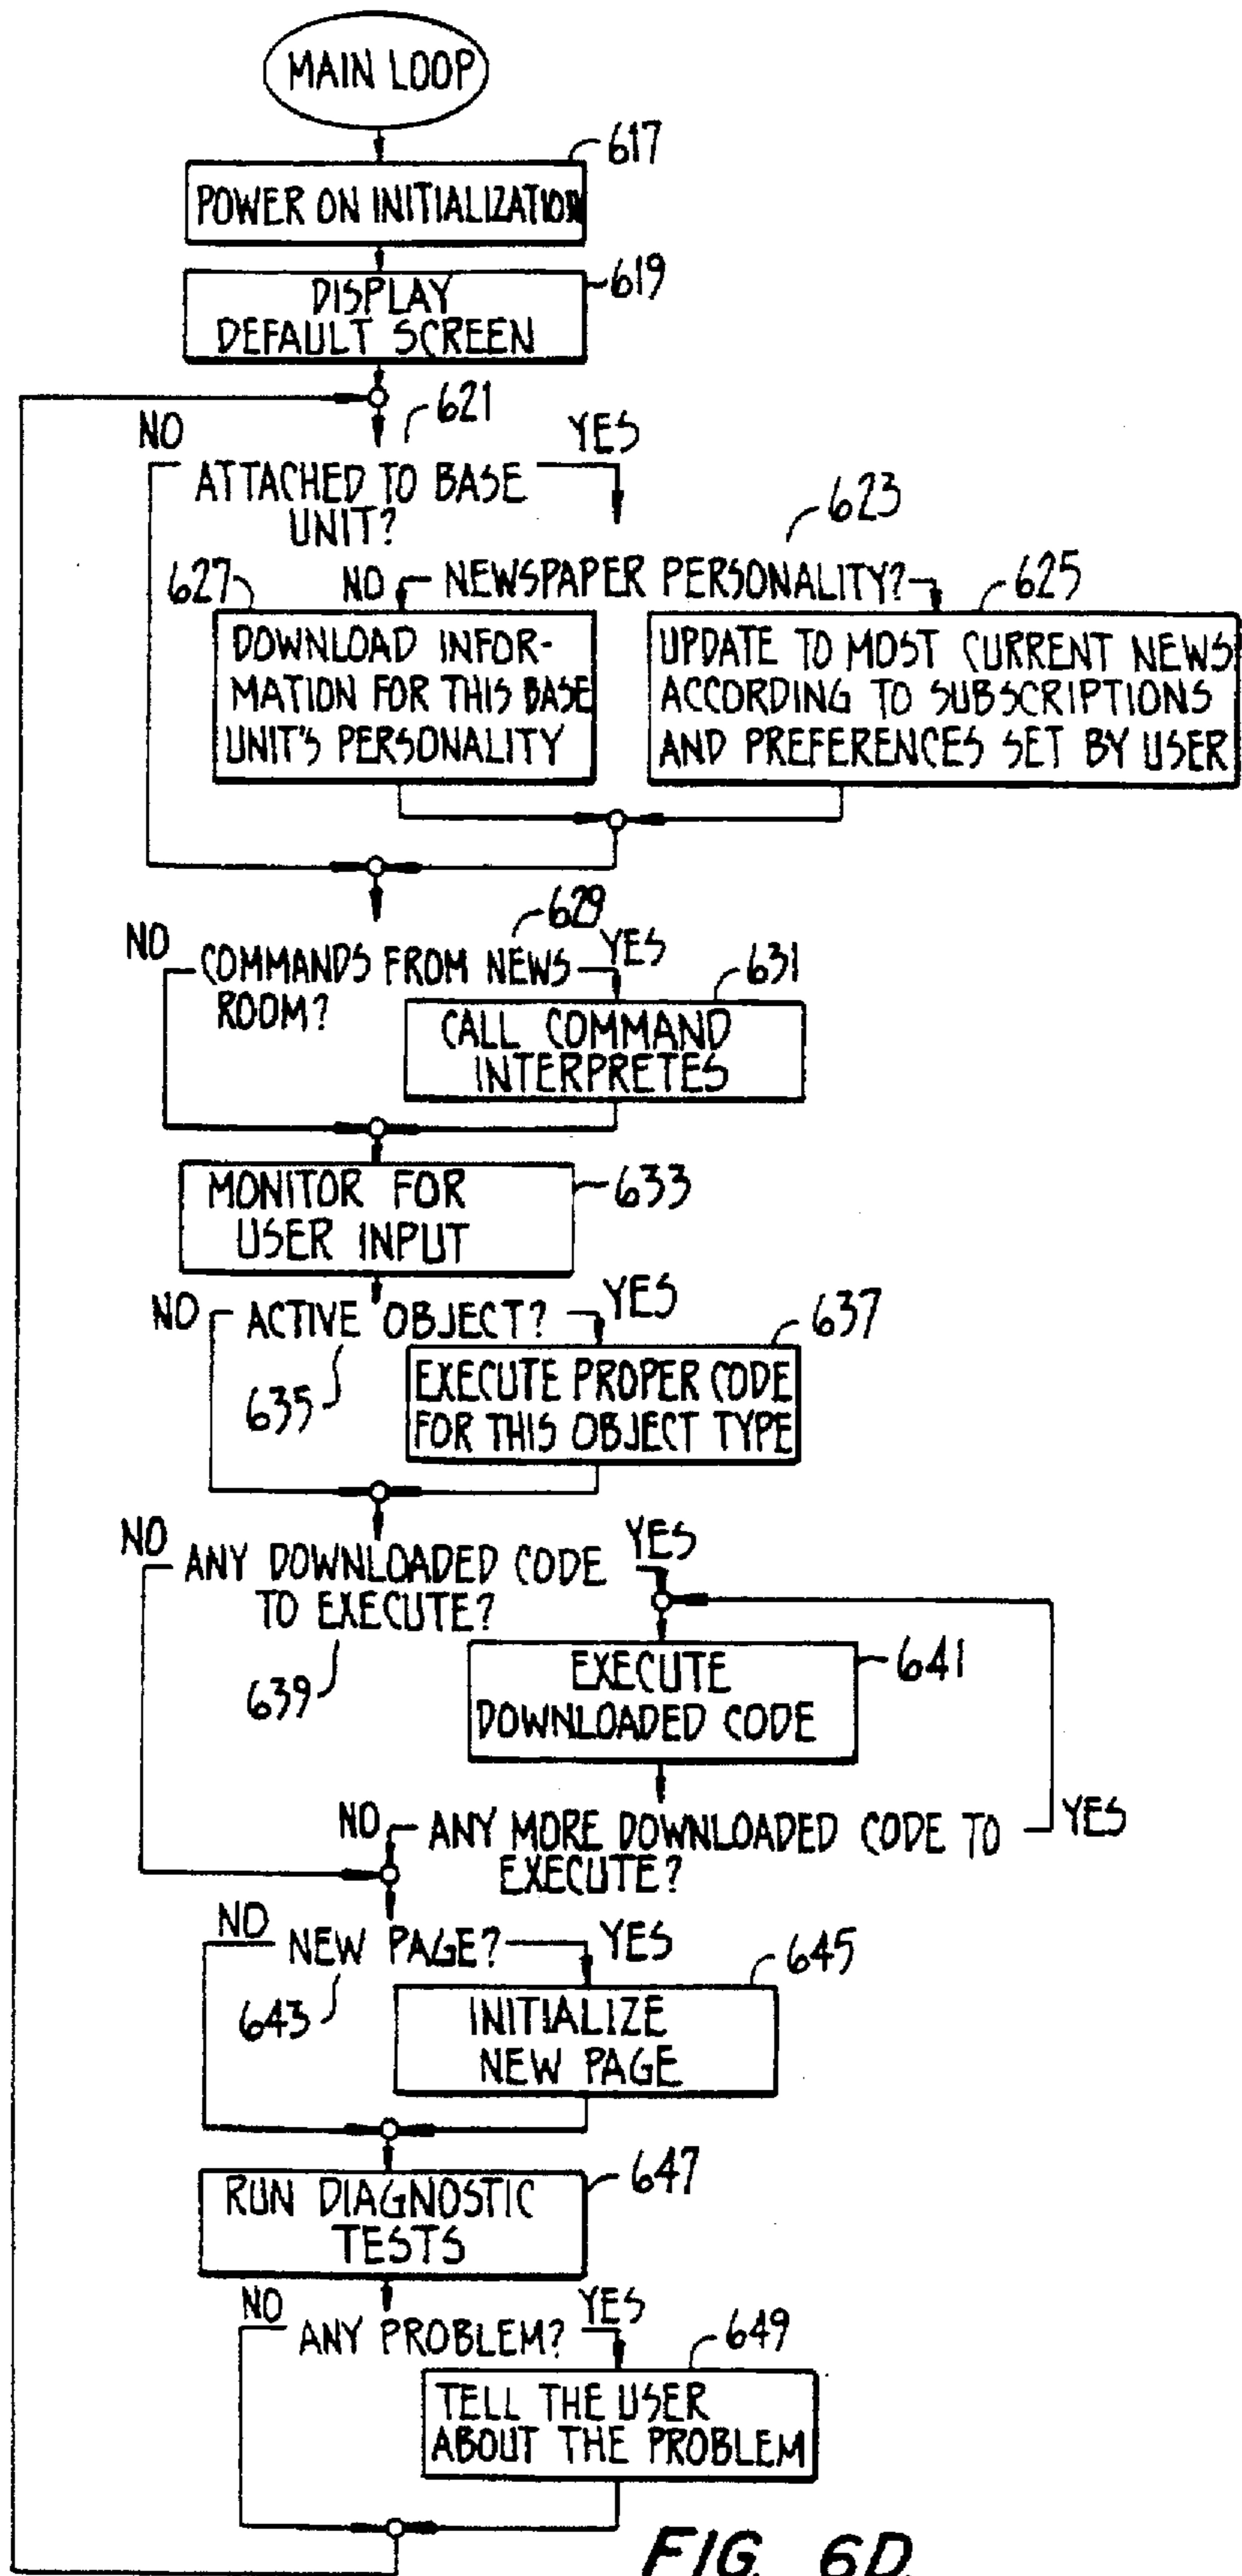 MAIN LOOP
617
POWER ON INITIALIZATION
619
DISPLAY
DEFAULT SCREEN
621
NO
YES
ATTACHED TO BASE
UNIT?
623
627
NO
NEWSPAPER PERSONALITY?
625
DOWNLOAD INFOR-
MATION FOR THIS BASE
UNIT'S PERSONALITY
UPDATE TO MOST CURRENT NEWS
ACCORDING TO SUBSCRIPTIONS
AND PREFERENCES SET BY USER
629
NO
COMMANDS FROM NEWS
ROOM?
YES
631
CALL COMMAND
INTERPRETES
MONITOR FOR
USER INPUT
633
NO
ACTIVE OBJECT?
YES
635
637
EXECUTE PROPER CODE
FOR THIS OBJECT TYPE
NO
ANY DOWNLOADED CODE
TO EXECUTE?
YES
639
641
EXECUTE
DOWNLOADED CODE
NO
ANY MORE DOWNLOADED CODE TO
EXECUTE?
YES
NO
NEW PAGE?
YES
643
645
INITIALIZE
NEW PAGE
647
RUN DIAGNOSTIC
TESTS
NO
ANY PROBLEM?
YES
649
TELL THE USER
ABOUT THE PROBLEM
FIG. 6D